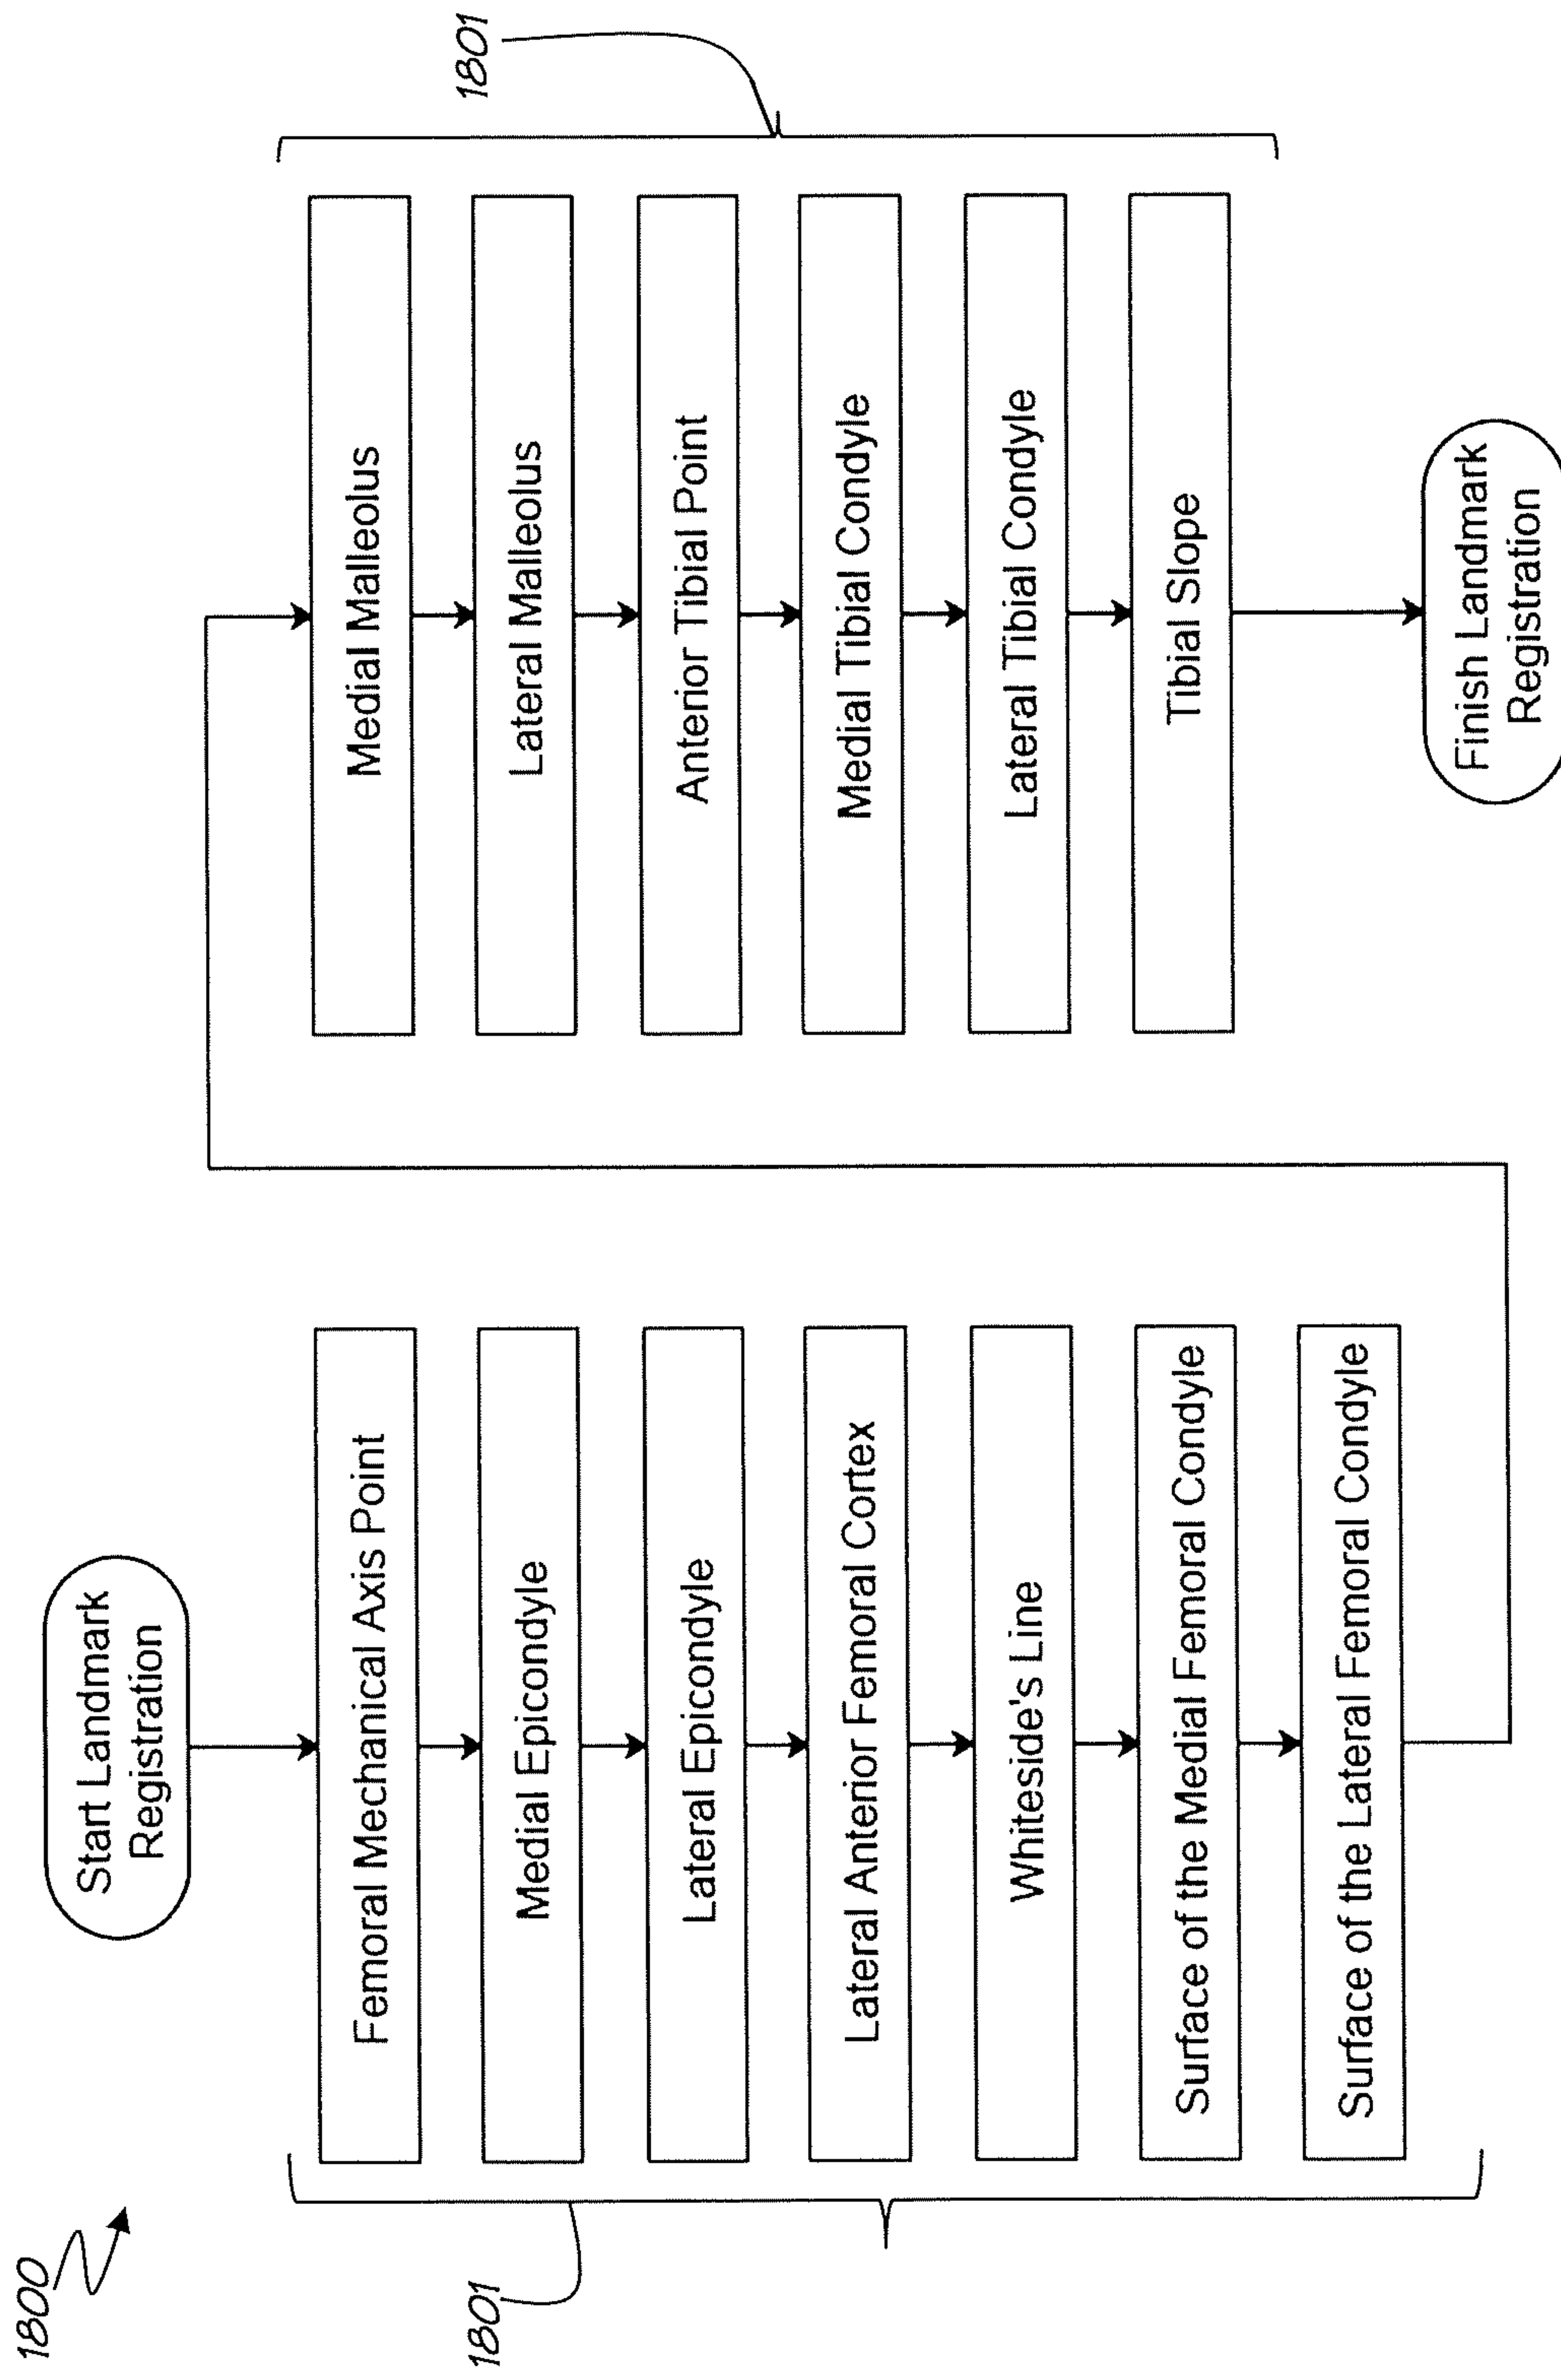 1800
Start Landmark
Registration
1801
Femoral Mechanical Axis Point
Medial Epicondyle
Lateral Epicondyle
Lateral Anterior Femoral Cortex
Whiteside's Line
Surface of the Medial Femoral Condyle
Surface of the Lateral Femoral Condyle
1801
Medial Malleolus
Lateral Malleolus
Anterior Tibial Point
Medial Tibial Condyle
Lateral Tibial Condyle
Tibial Slope
Finish Landmark
Registration